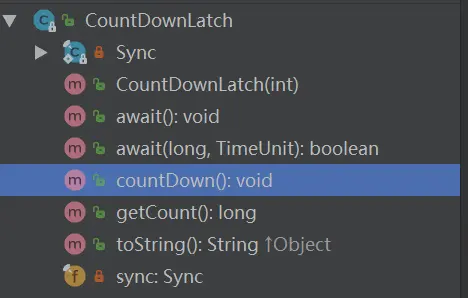 CountDownLatch
Sync
m CountDownLatch(int)
m await(): void
m await(long, TimeUnit): boolean
m countDown(): void
m getCount(): long
m toString(): String ↑Object
f sync: Sync